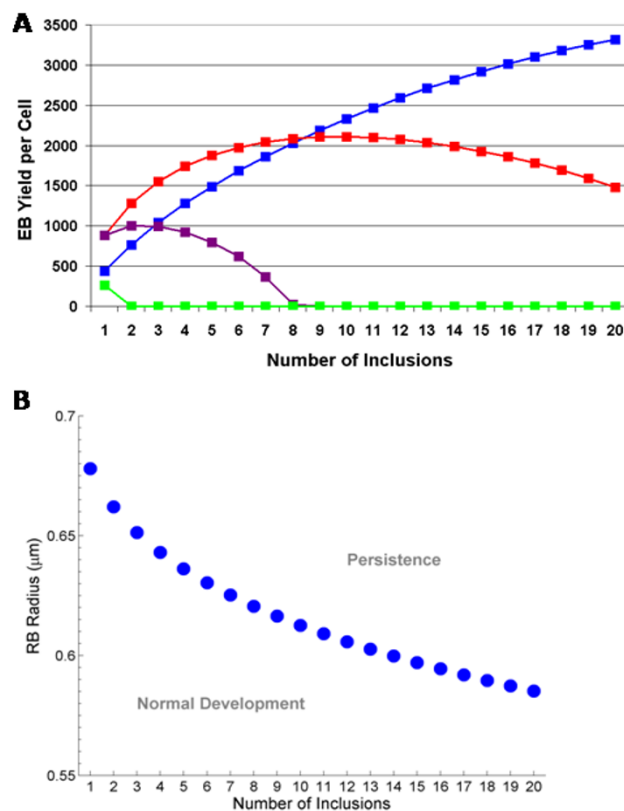 A
3500
3000
2500
2000
1500
1000
500
0
EB Yield per Cell
1 2 3 4 5 6 7 8 9 10 11 12 13 14 15 16 17 18 19 20
Number of Inclusions
B
0.7
0.65
0.6
0.55
RB Radius (μm)
Persistence
Normal Development
1 2 3 4 5 6 7 8 9 10 11 12 13 14 15 16 17 18 19 20
Number of Inclusions